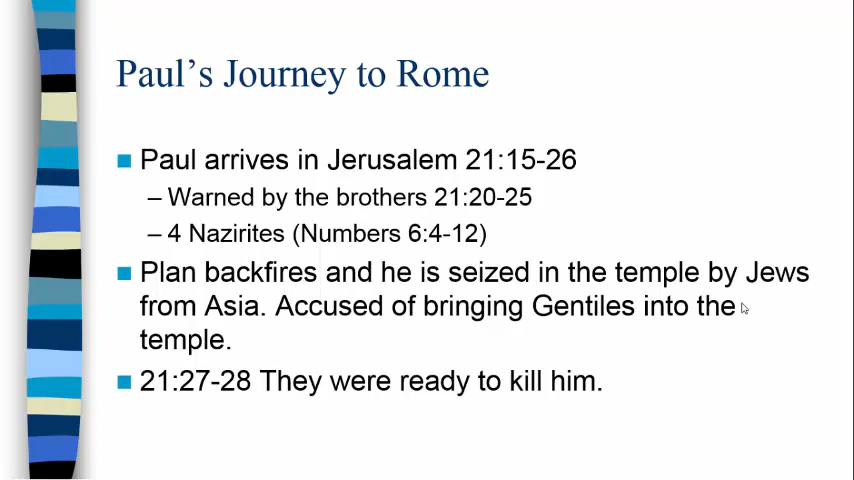 Paul's Journey to Rome
Paul arrives in Jerusalem 21:15-26
– Warned by the brothers 21:20-25
– 4 Nazirites (Numbers 6:4-12)
Plan backfires and he is seized in the temple by Jews
from Asia. Accused of bringing Gentiles into the
temple.
21:27-28 They were ready to kill him.